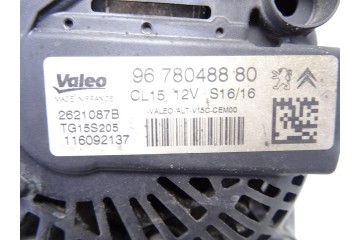 Valeo
MADE IN FRANCE
96 780488 80
CL15 12V S16/16
VALEO-ALT-V15C-CEM00
2621087B
TG15S205
116092137